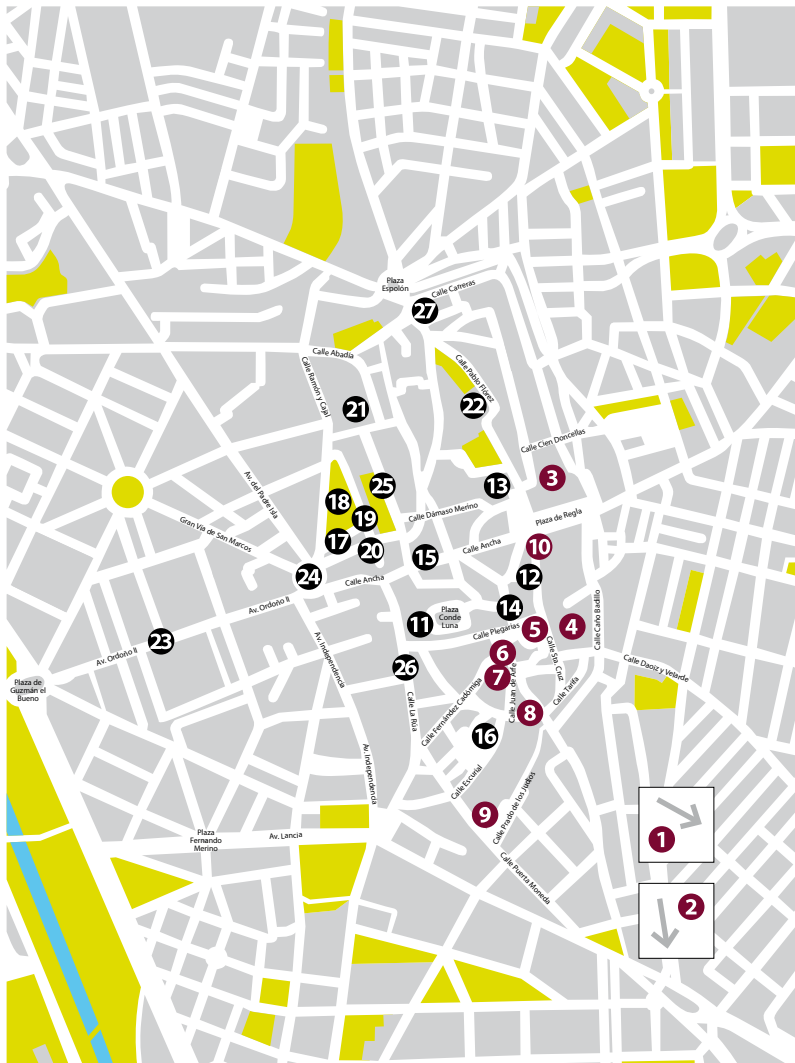 Plaza
Espolón
Calle Carreras
27
Calle Abadía
Calle Ramón y Cajal
Calle Pablo Flórez
21
22
Calle Cien Doncellas
3
Av. del Padre Isla
25
13
18
19
Calle Dámaso Merino
Plaza de Regla
Gran Vía de San Marcos
17
20
15
Calle Ancha
10
24
Calle Ancha
12
Av. Ordoño II
14
Calle Caño Badillo
11
Plaza
Conde
Luna
Calle Plegarias
5
4
23
Av. Ordoño II
Av. Independencia
6
Calle Sta. Cruz
26
7
Calle Daoiz y Velarde
Plaza de
Guzmán el
Bueno
Calle La Rúa
Calle Fernández Cadórniga
Calle Juan de Arfe
Calle Tarifa
8
16
Av. Independencia
Calle Escurial
Calle Prado de los Judíos
9
1
Plaza
Fernando
Merino
Av. Lancia
Calle Puerta Moneda
2